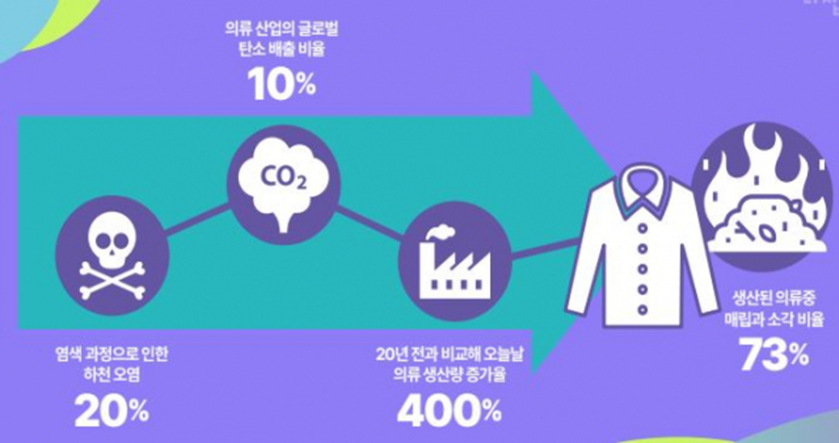 의류 산업의 글로벌
탄소 배출 비율
10%
CO₂
염색 과정으로 인한
하천 오염
20%
20년 전과 비교해 오늘날
의류 생산량 증가율
400%
생산된 의류중
매립과 소각 비율
73%